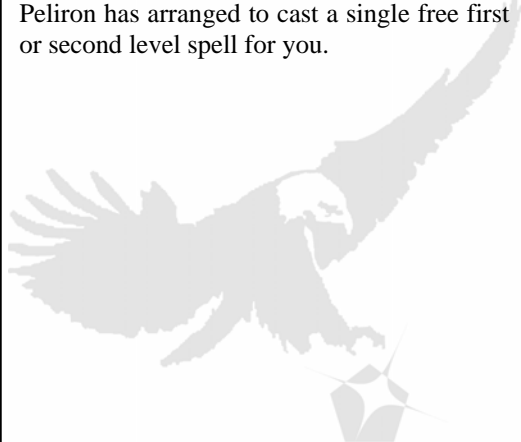 Peliron has arranged to cast a single free first
or second level spell for you.